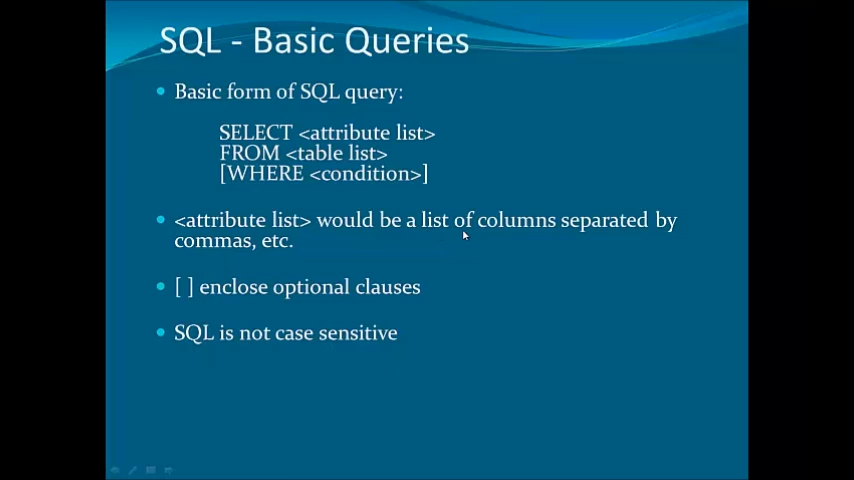 SQL - Basic Queries
Basic form of SQL query:
SELECT <attribute list>
FROM <table list>
[WHERE <condition>]
<attribute list> would be a list of columns separated by
commas, etc.
[ ] enclose optional clauses
SQL is not case sensitive